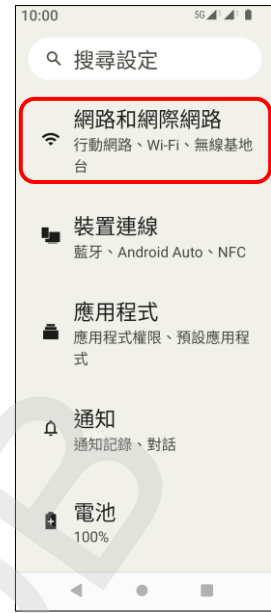 10:00
5G
搜尋設定
網路和網際網路
行動網路、Wi-Fi、無線基地
台
裝置連線
藍牙、Android Auto、NFC
應用程式
應用程式權限、預設應用程
式
通知
通知記錄、對話
電池
100%